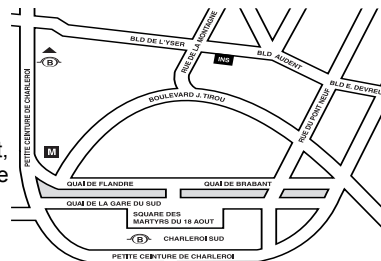 BLD DE L'YSER
RUE DE LA MONTAGNE
BLD AUDENT
INS
B
BLD E. DEVREU
PETITE CEINTURE DE CHARLEROI
BOULEVARD J. TIROU
RUE DU PONT NEUF
t,
M
e
QUAI DE FLANDRE
QUAI DE BRABANT
QUAI DE LA GARE DU SUD
SQUARE DES
MARTYRS DU 18 AOUT
B
CHARLEROI SUD
PETITE CEINTURE DE CHARLEROI